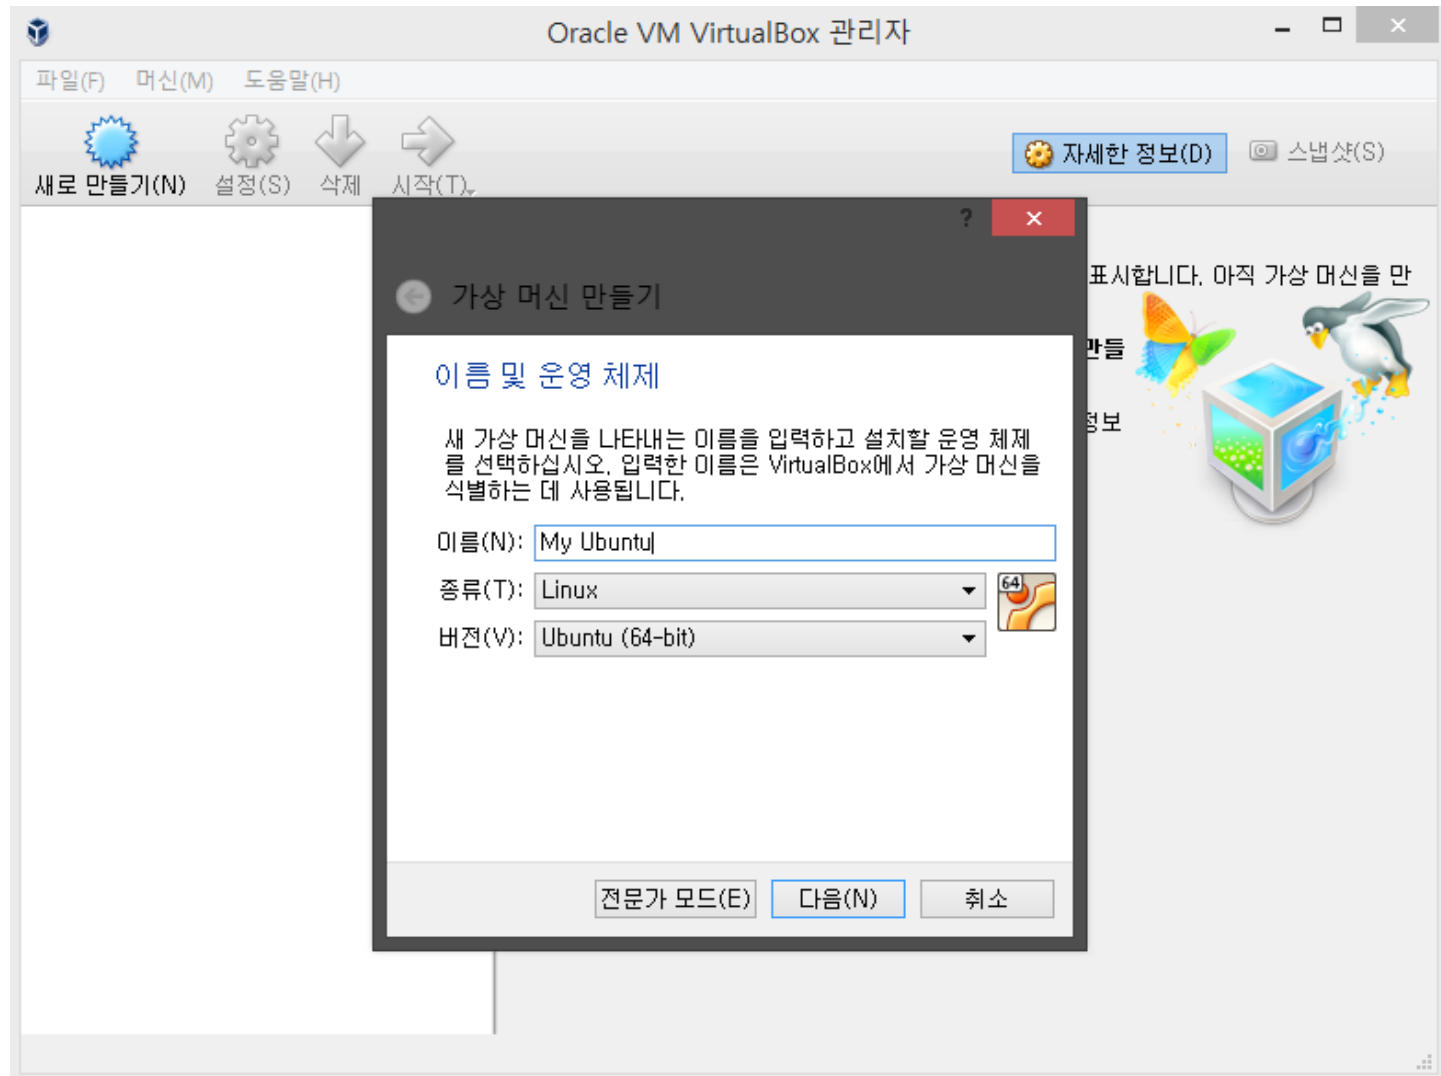 Oracle VM VirtualBox 관리자
파일(F) 머신(M) 도움말(H)
새로 만들기(N) 설정(S) 삭제 시작(T)
자세한 정보(D) 스냅샷(S)
?
표시합니다. 아직 가상 머신을 만
가상 머신 만들기
만들
이름 및 운영 체제
정보
새 가상 머신을 나타내는 이름을 입력하고 설치할 운영 체제
를 선택하십시오. 입력한 이름은 VirtualBox에서 가상 머신을
식별하는 데 사용됩니다.
이름(N): My Ubuntu
종류(T): Linux
64
버전(V): Ubuntu (64-bit)
전문가 모드(E) 다음(N) 취소